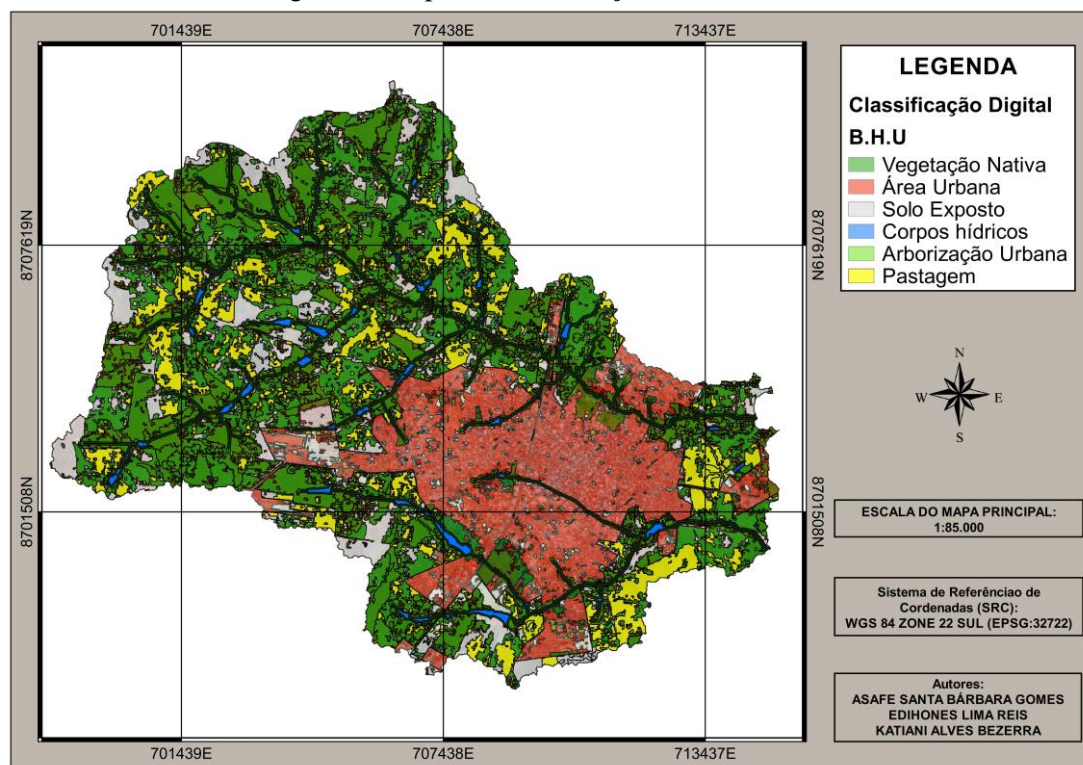 701439E
707438E
713437E
8707619N
8701508N
8707619N
8701508N
701439E
707438E
713437E
LEGENDA
Classificação Digital
B.H.U
Vegetação Nativa
Área Urbana
Solo Exposto
Corpos hídricos
Arborização Urbana
Pastagem
N
W
E
S
ESCALA DO MAPA PRINCIPAL:
1:85.000
Sistema de Referênciao de
Cordenadas (SRC):
WGS 84 ZONE 22 SUL (EPSG:32722)
Autores:
ASAFE SANTA BÁRBARA GOMES
EDIHONES LIMA REIS
KATIANI ALVES BEZERRA